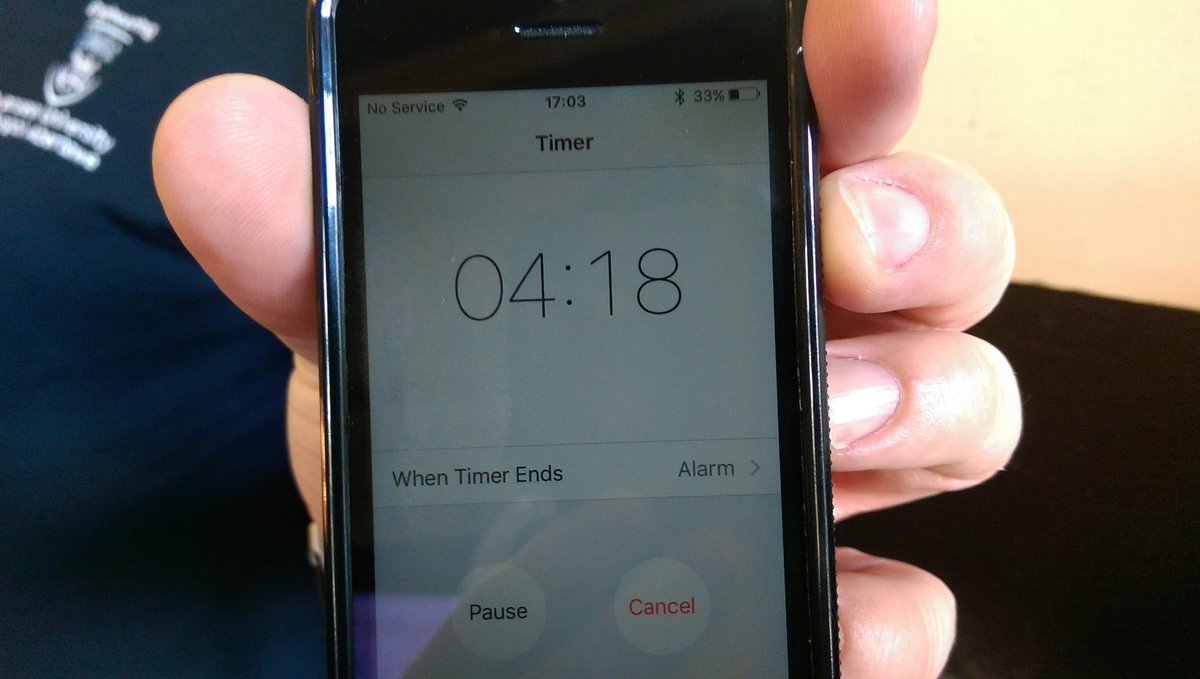 No Service 17:03 33%
Timer
04:18
When Timer Ends Alarm
Pause Cancel